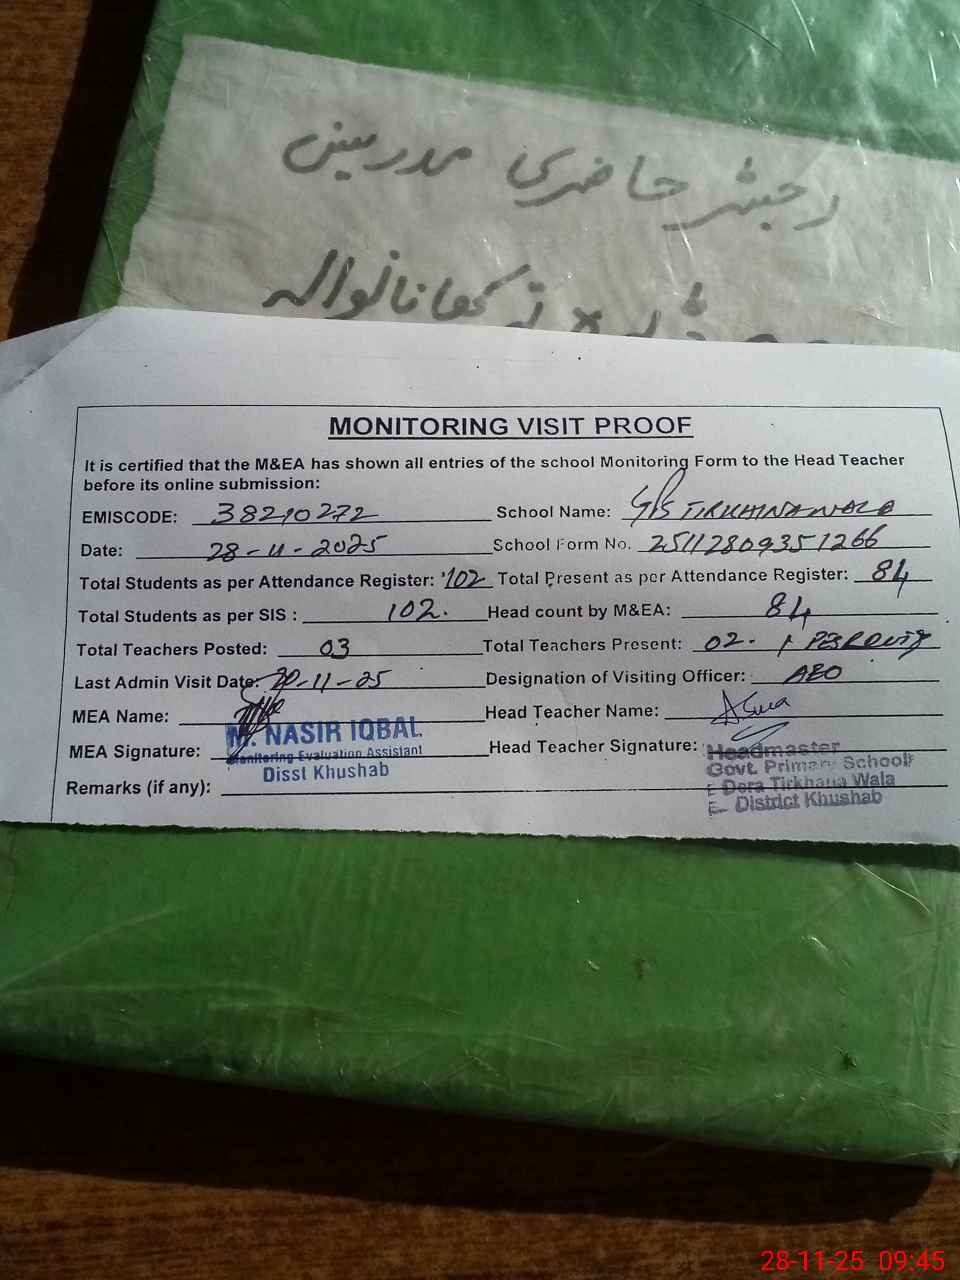 رجسٹر حاضری مدرسین
ڈیرہ ترکھانانوالہ
MONITORING VISIT PROOF
It is certified that the M&EA has shown all entries of the school Monitoring Form to the Head Teacher
before its online submission:
EMISCODE: 38210272 School Name: GPS TIRKHANAWALA
Date: 28-11-2025 School Form No. 25112809351266
Total Students as per Attendance Register: 102 Total Present as per Attendance Register: 84
Total Students as per SIS : 102. Head count by M&EA: 84
Total Teachers Posted: 03 Total Teachers Present: 02.
Last Admin Visit Date: -11-25 Designation of Visiting Officer: AEO
MEA Name: Head Teacher Name: Asma
M. NASIR IQBAL
MEA Signature: Monitoring Evaluation Assistant Head Teacher Signature: Headmaster
Disst Khushab Govt. Primary School
Remarks (if any): Dera Tirkhana Wala
District Khushab
28-11-25 09:45